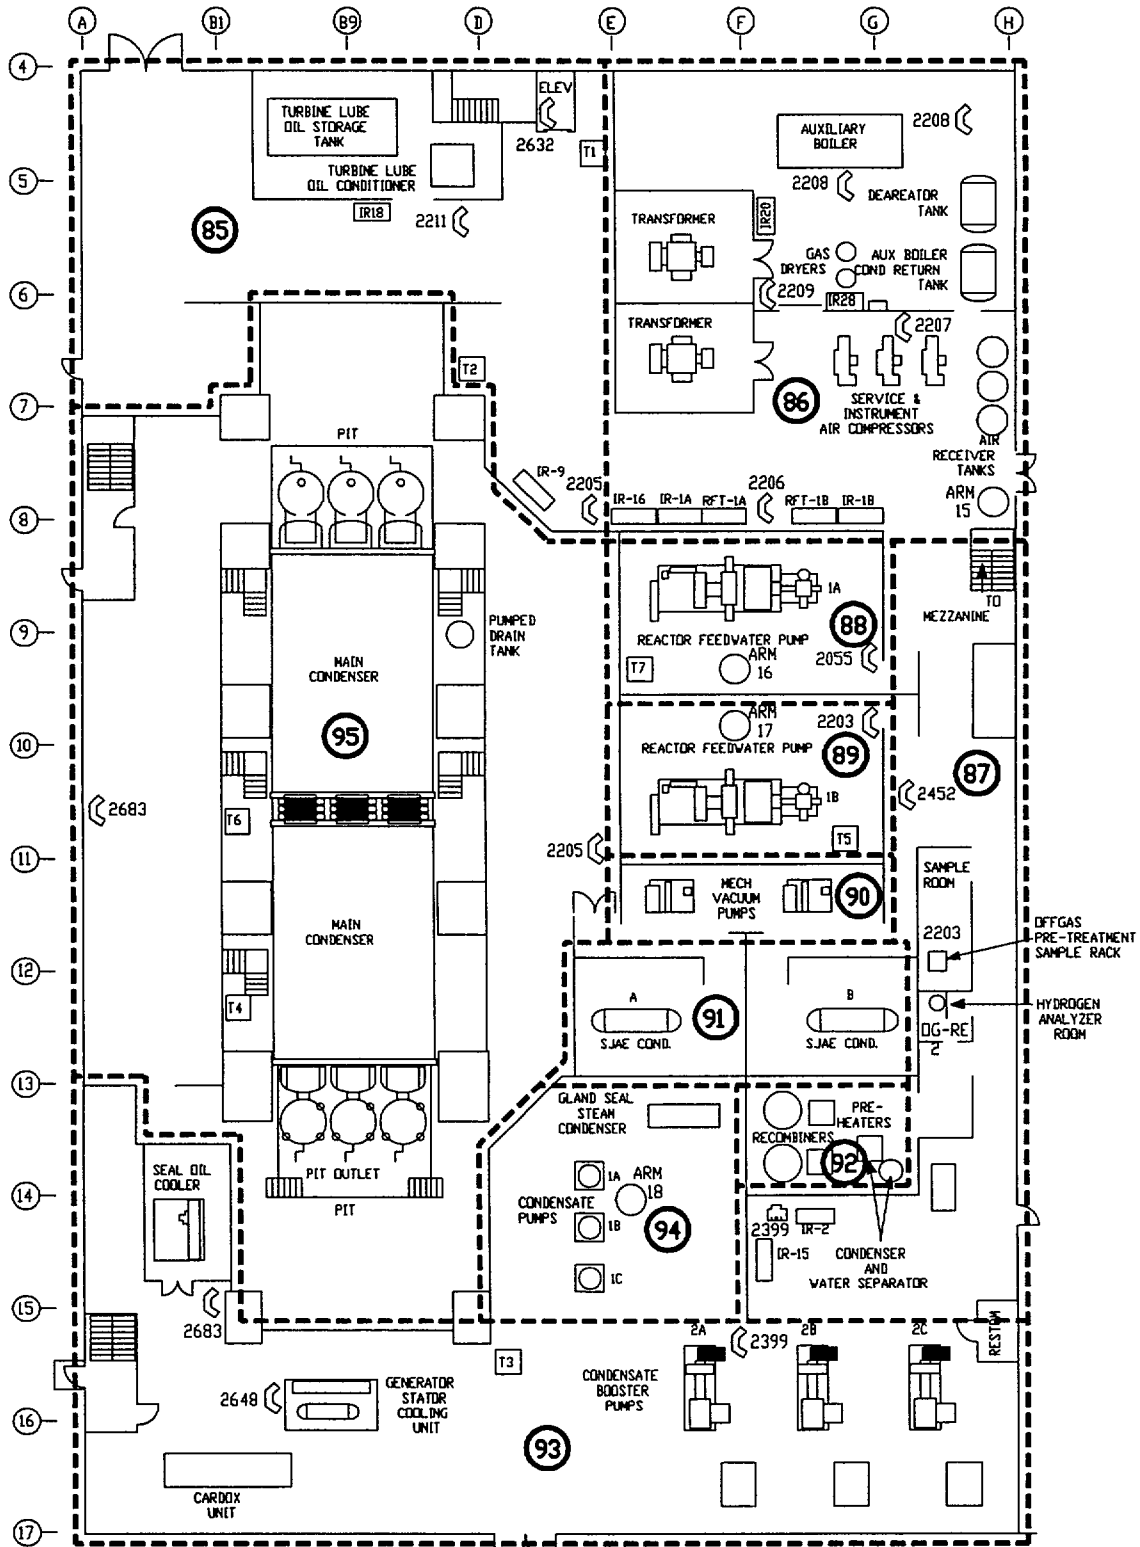 A B1 B9 D E F G H
4
ELEV
TURBINE LUBE
OIL STORAGE
TANK
2632
T1
AUXILIARY
BOILER
2208
5
TURBINE LUBE
OIL CONDITIONER
IR18
2211
2208
DEAREATOR
TANK
85
TRANSFORMER
IR20
GAS
DRYERS
AUX BOILER
COND RETURN
TANK
6
2209
IR28
TRANSFORMER
2207
T2
86
SERVICE &
INSTRUMENT
AIR COMPRESSORS
7
PIT
AIR
RECEIVER
TANKS
IR-9
2205
2206
IR-16 IR-1A RFT-1A
RFT-1B IR-1B
ARM
15
8
1A
TO
MEZZANINE
88
9
PUMPED
DRAIN
TANK
REACTOR FEEDWATER PUMP
2055
T7
ARM
16
MAIN
CONDENSER
95
ARM
17
2203
10
REACTOR FEEDWATER PUMP
89
87
1B
2452
2683
T6
T5
2205
11
MECH
VACUUM
PUMPS
90
SAMPLE
ROOM
2203
MAIN
CONDENSER
OFFGAS
PRE-TREATMENT
SAMPLE RACK
12
T4
A
SJAE COND.
91
B
SJAE COND.
OG-RE
2
HYDROGEN
ANALYZER
ROOM
13
GLAND SEAL
STEAM
CONDENSER
PRE-
HEATERS
RECOMBINERS
92
SEAL OIL
COOLER
PIT OUTLET
PIT
14
1A
ARM
18
CONDENSATE
PUMPS
1B
94
1C
2399
IR-2
IR-15
CONDENSER
AND
WATER SEPARATOR
15
2683
RESTRM
T3
2A
2399
2B
2C
CONDENSATE
BOOSTER
PUMPS
2648
GENERATOR
STATOR
COOLING
UNIT
16
93
CARDOX
UNIT
17